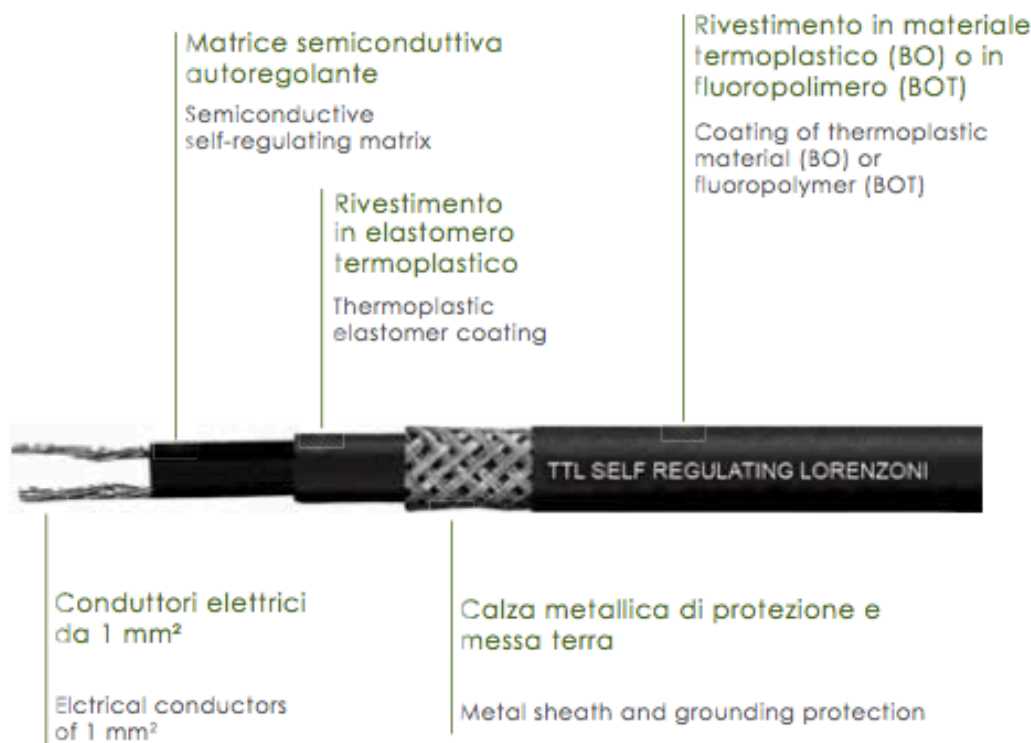 Matrice semiconduttiva
autoregolante
Semiconductive
self-regulating matrix
Rivestimento
in elastomero
termoplastico
Thermoplastic
elastomer coating
Rivestimento in materiale
termoplastico (BO) o in
fluoropolimero (BOT)
Coating of thermoplastic
material (BO) or
fluoropolymer (BOT)
TTL SELF REGULATING LORENZONI
Conduttori elettrici
da 1 mm²
Elctrical conductors
of 1 mm²
Calza metallica di protezione e
messa terra
Metal sheath and grounding protection